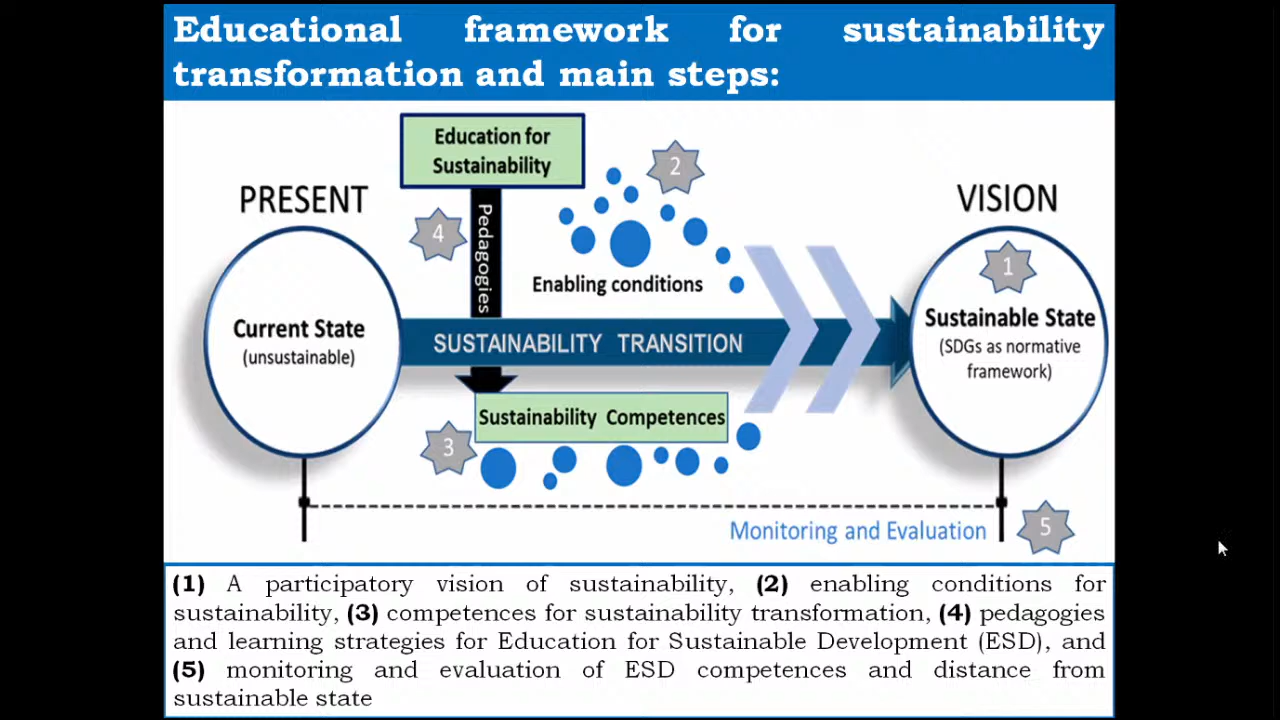 Educational framework for sustainability
transformation and main steps:
Education for
Sustainability
2
PRESENT
VISION
4
Pedagogies
1
Enabling conditions
Current State
(unsustainable)
SUSTAINABILITY TRANSITION
Sustainable State
(SDGs as normative
framework)
Sustainability Competences
3
Monitoring and Evaluation
5
(1) A participatory vision of sustainability, (2) enabling conditions for
sustainability, (3) competences for sustainability transformation, (4) pedagogies
and learning strategies for Education for Sustainable Development (ESD), and
(5) monitoring and evaluation of ESD competences and distance from
sustainable state